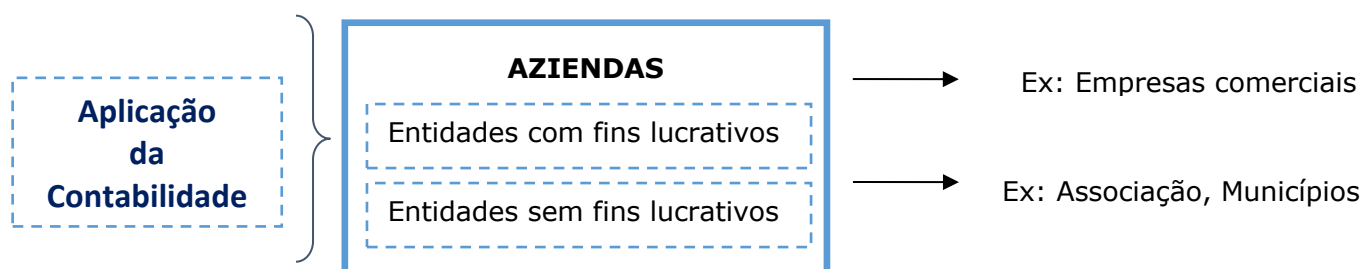 Aplicação
da
Contabilidade
AZIENDAS
Entidades com fins lucrativos
Entidades sem fins lucrativos
Ex: Empresas comerciais
Ex: Associação, Municípios